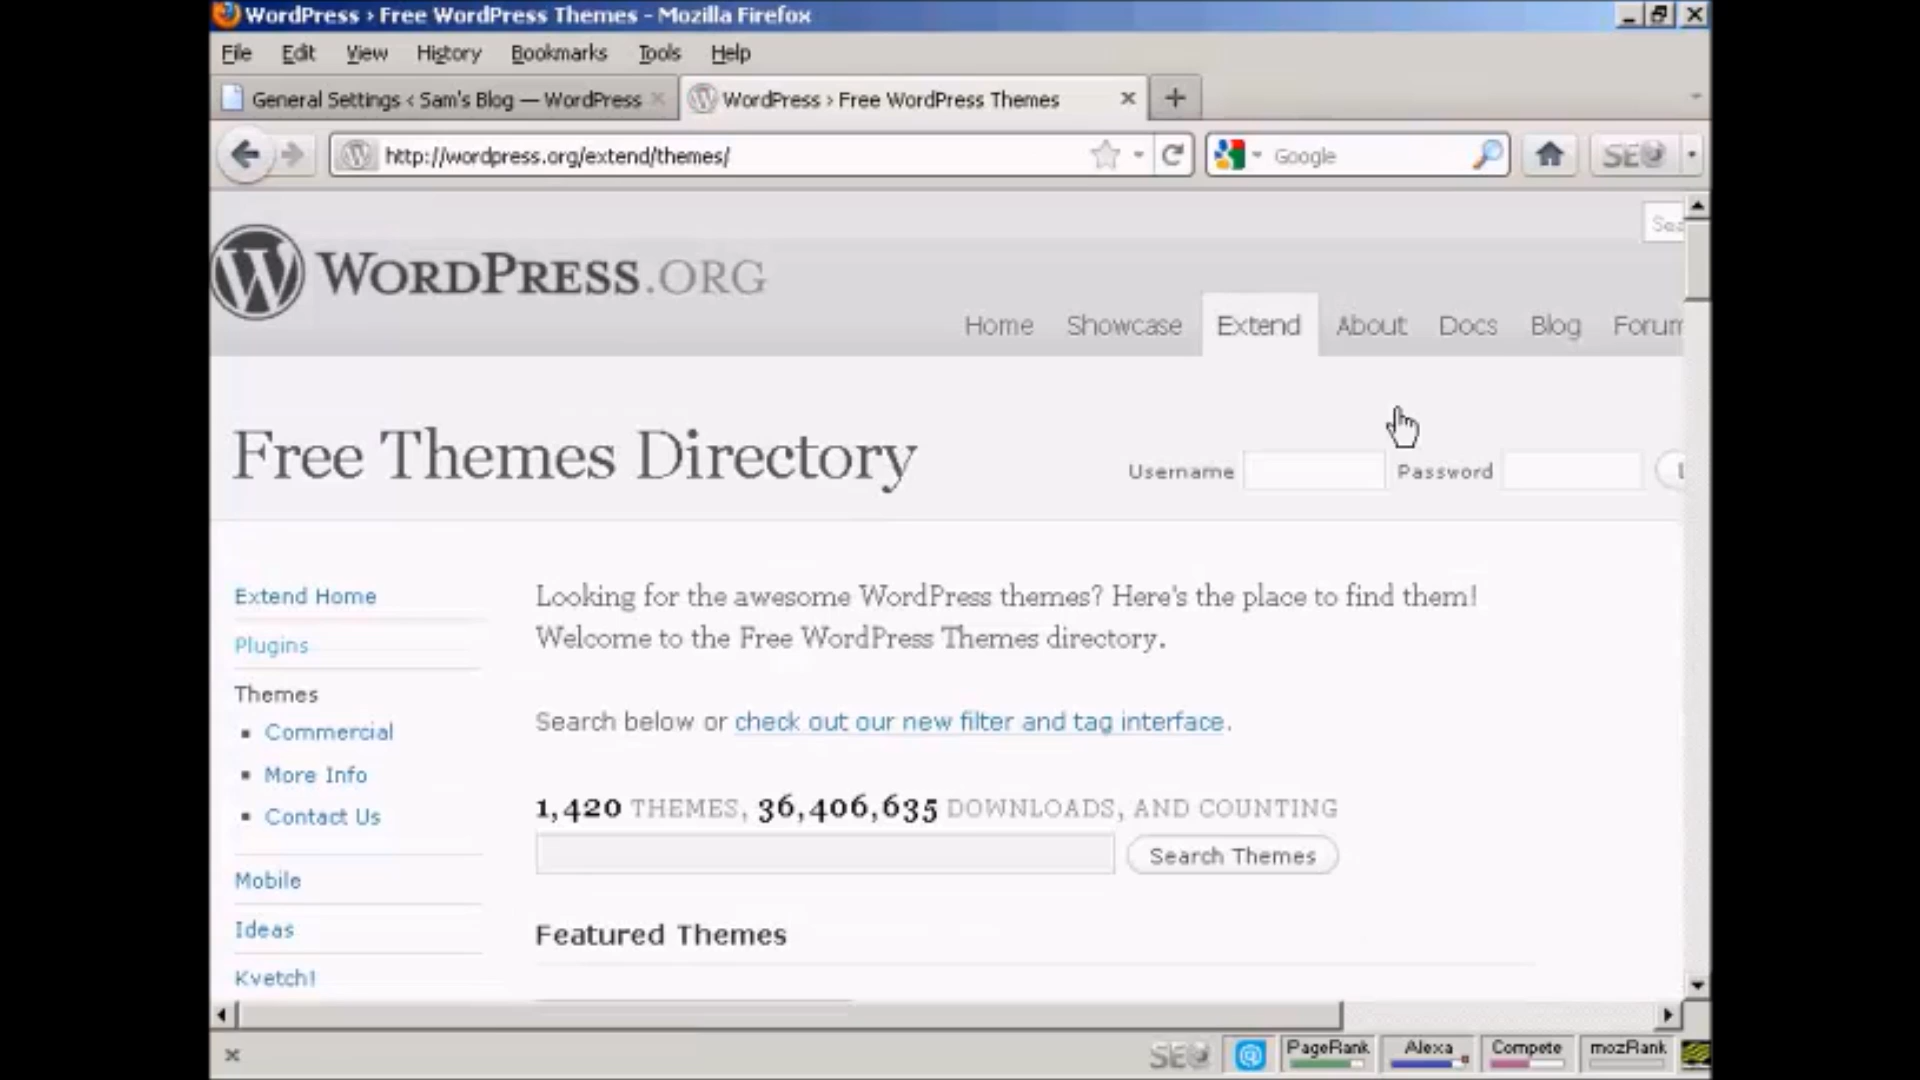 WordPress › Free WordPress Themes - Mozilla Firefox
File Edit View History Bookmarks Tools Help
General Settings ‹ Sam's Blog — WordPress
WordPress › Free WordPress Themes
http://wordpress.org/extend/themes/
Google
SEO
WORDPRESS.ORG
Home Showcase Extend About Docs Blog Forum
Free Themes Directory
Username
Password
Extend Home
Plugins
Themes
Commercial
More Info
Contact Us
Mobile
Ideas
Kvetch!
Looking for the awesome WordPress themes? Here's the place to find them!
Welcome to the Free WordPress Themes directory.
Search below or check out our new filter and tag interface.
1,420 THEMES, 36,406,635 DOWNLOADS, AND COUNTING
Search Themes
Featured Themes
SEO PageRank Alexa Compete mozRank